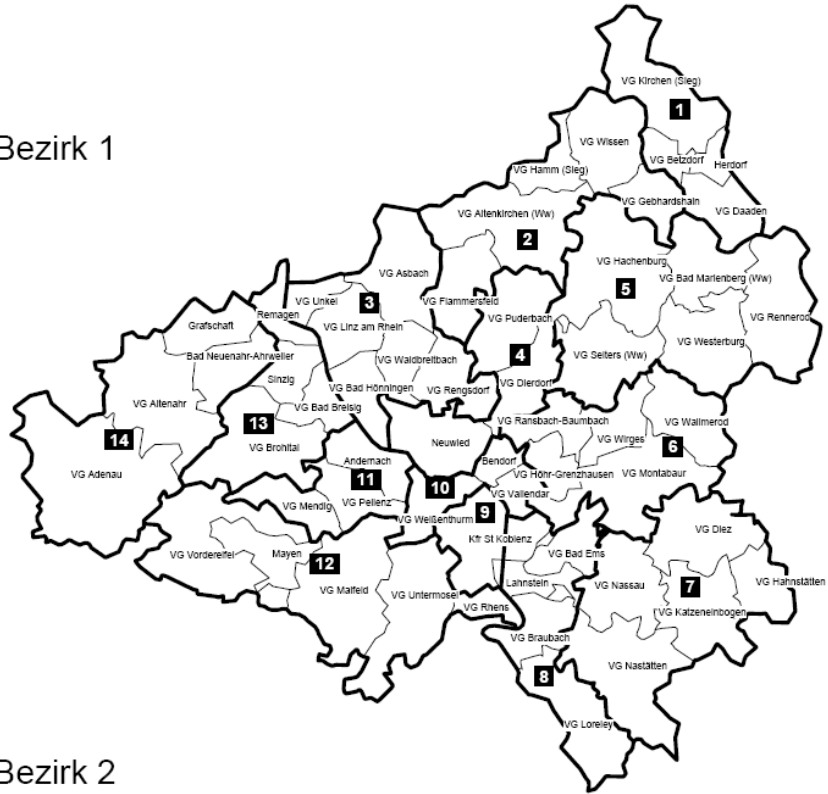 VG Kirchen (Sieg)
1
Bezirk 1
VG Wissen
VG Betzdorf
Herdorf
VG Hamm (Sieg)
VG Gebhardshain
VG Altenkirchen (Ww)
VG Daaden
2
VG Hachenburg
VG Asbach
VG Bad Marienberg (Ww)
5
VG Unkel
3
VG Flammersfeld
Remagen
VG Puderbach
VG Rennerod
Grafschaft
VG Linz am Rhein
VG Westerburg
Bad Neuenahr-Ahrweiler
VG Waldbreitbach
4
VG Selters (Ww)
Sinzig
VG Bad Hönningen
VG Rengsdorf
VG Dierdorf
VG Altenahr
VG Bad Breisig
13
VG Ransbach-Baumbach
VG Wallmerod
14
VG Brohltal
Neuwied
VG Wirges
6
Andernach
Bendorf
VG Adenau
11
VG Höhr-Grenzhausen
VG Montabaur
10
VG Vallendar
VG Mendig
VG Pellenz
9
VG Weißenthurm
VG Diez
Kfr St Koblenz
VG Vordereifel
Mayen
12
VG Bad Ems
VG Maifeld
Lahnstein
VG Nassau
7
VG Hahnstätten
VG Untermosel
VG Rhens
VG Katzenelnbogen
VG Braubach
VG Nastätten
8
VG Loreley
Bezirk 2